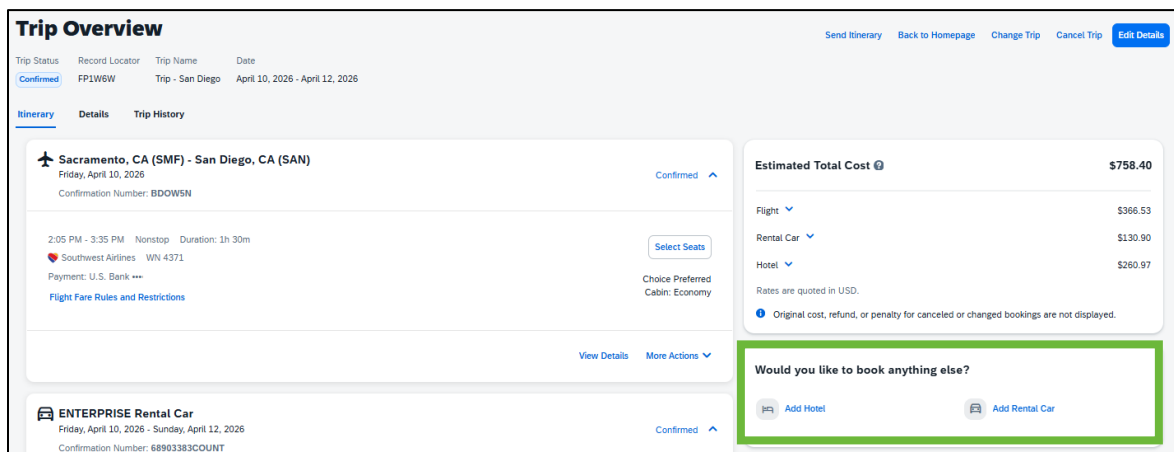 Trip Overview
Send Itinerary Back to Homepage Change Trip Cancel Trip Edit Details
Trip Status Record Locator Trip Name Date
Confirmed FP1W6W Trip - San Diego April 10, 2026 - April 12, 2026
Itinerary Details Trip History
Sacramento, CA (SMF) - San Diego, CA (SAN)
Friday, April 10, 2026
Confirmed
Confirmation Number: BDOW5N
2:05 PM - 3:35 PM Nonstop Duration: 1h 30m
Select Seats
Southwest Airlines WN 4371
Payment: U.S. Bank ••••
Choice Preferred
Cabin: Economy
Flight Fare Rules and Restrictions
View Details More Actions
ENTERPRISE Rental Car
Friday, April 10, 2026 - Sunday, April 12, 2026
Confirmed
Confirmation Number: 68903383COUNT
Estimated Total Cost $758.40
Flight $366.53
Rental Car $130.90
Hotel $260.97
Rates are quoted in USD.
Original cost, refund, or penalty for canceled or changed bookings are not displayed.
Would you like to book anything else?
Add Hotel Add Rental Car